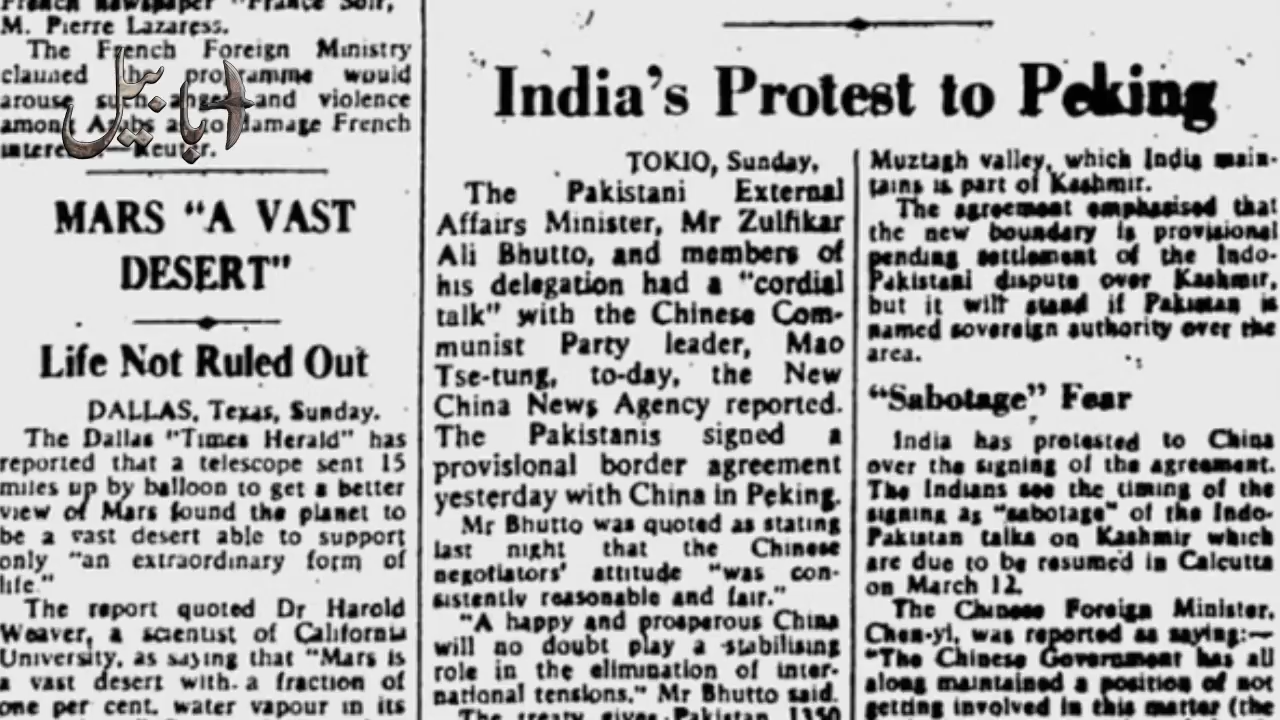 French newspaper "France Soir,"
M. Pierre Lazaress.
The French Foreign Ministry
claimed the programme would
arouse such anger and violence
among Arabs as to damage French
interests.—Reuter.
ابابیل
MARS "A VAST
DESERT"
Life Not Ruled Out
DALLAS, Texas, Sunday.
The Dallas "Times Herald" has
reported that a telescope sent 15
miles up by balloon to get a better
view of Mars found the planet to
be a vast desert able to support
only "an extraordinary form of
life."
The report quoted Dr Harold
Weaver, a scientist of California
University, as saying that "Mars is
a vast desert with a fraction of
one per cent. water vapour in its
India's Protest to Peking
TOKIO, Sunday.
The Pakistani External
Affairs Minister, Mr Zulfikar
Ali Bhutto, and members of
his delegation had a "cordial
talk" with the Chinese Com-
munist Party leader, Mao
Tse-tung, to-day, the New
China News Agency reported.
The Pakistanis signed a
provisional border agreement
yesterday with China in Peking.
Mr Bhutto was quoted as stating
last night that the Chinese
negotiators' attitude "was con-
sistently reasonable and fair."
"A happy and prosperous China
will no doubt play a stabilising
role in the elimination of inter-
national tensions," Mr Bhutto said.
The treaty gives Pakistan 1350
Muztagh valley, which India main-
tains is part of Kashmir.
The agreement emphasised that
the new boundary is provisional
pending settlement of the Indo-
Pakistani dispute over Kashmir,
but it will stand if Pakistan is
named sovereign authority over the
area.
"Sabotage" Fear
India has protested to China
over the signing of the agreement.
The Indians see the timing of the
signing as "sabotage" of the Indo-
Pakistan talks on Kashmir which
are due to be resumed in Calcutta
on March 12.
The Chinese Foreign Minister,
Chen-yi, was reported as saying:—
"The Chinese Government has all
along maintained a position of not
getting involved in this matter (the